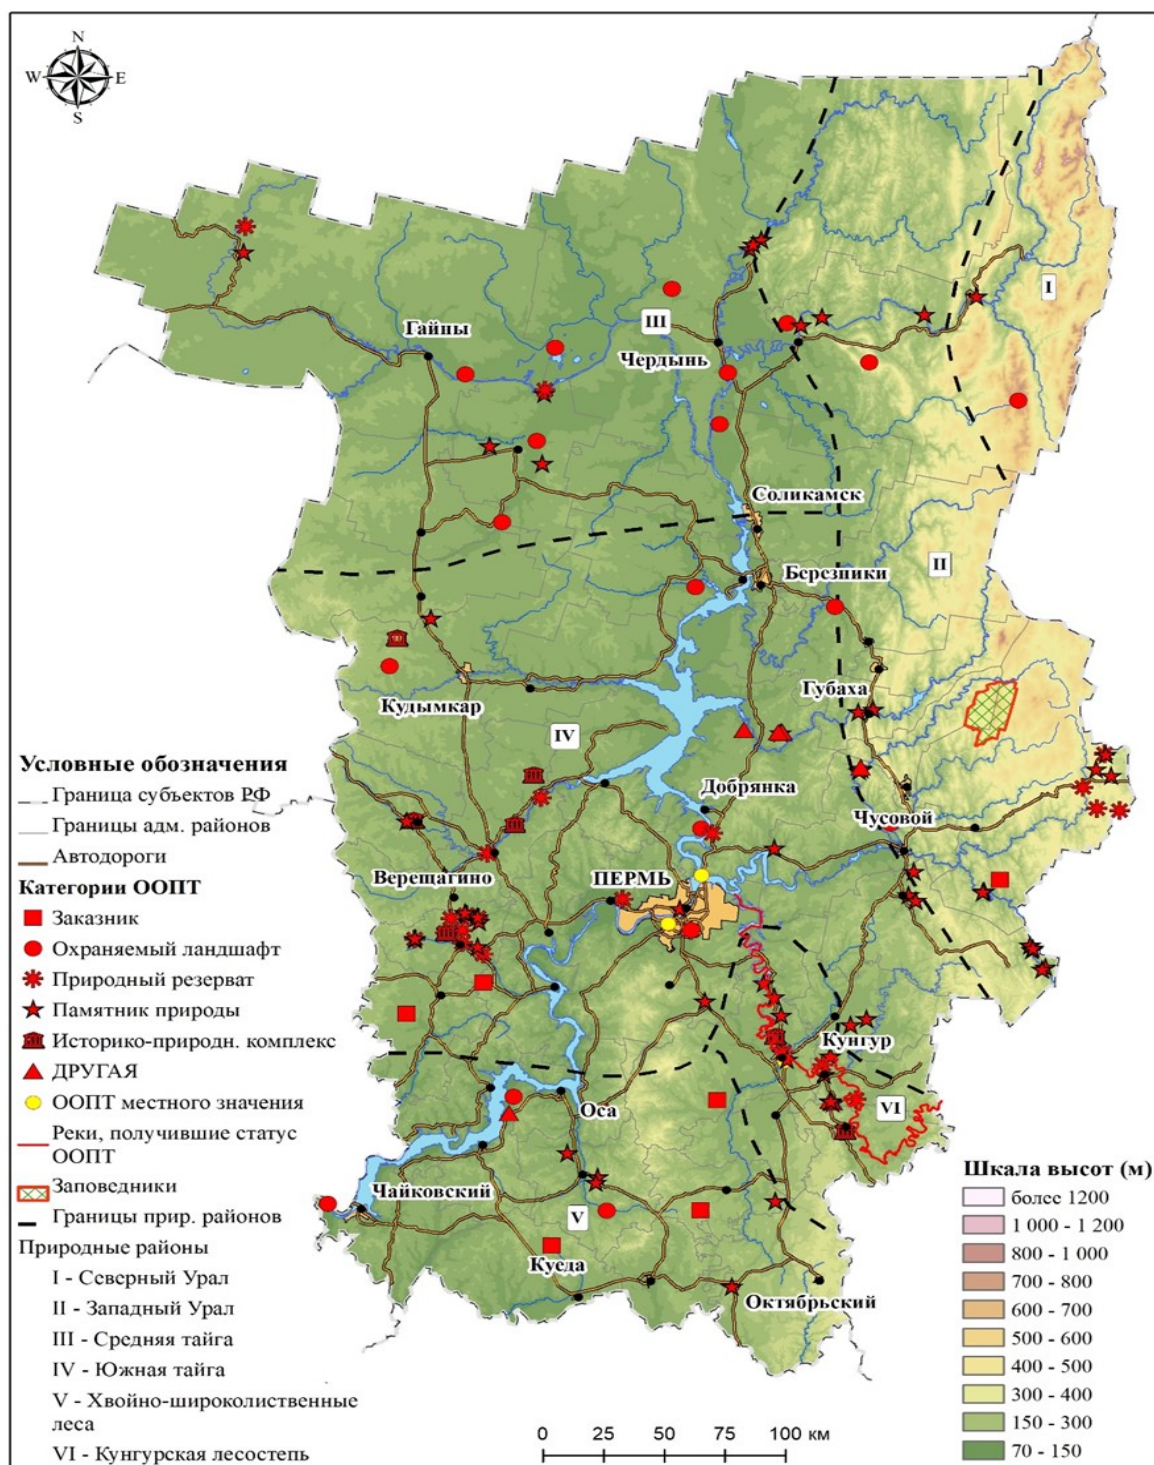 N
W E
S
I
Гайны
III
Чердынь
Соликамск
II
Березники
Губаха
Кудымкар
IV
Добрянка
Чусовой
Верещагино
ПЕРМЬ
Кунгур
VI
Оса
Чайковский
V
Куеда
Октябрьский
Условные обозначения
Граница субъектов РФ
Границы адм. районов
Автодороги
Категории ООПТ
Заказник
Охраняемый ландшафт
Природный резерват
Памятник природы
Историко-природн. комплекс
ДРУГАЯ
ООПТ местного значения
Реки, получившие статус
ООПТ
Заповедники
Границы прир. районов
Природные районы
I - Северный Урал
II - Западный Урал
III - Средняя тайга
IV - Южная тайга
V - Хвойно-широколиственные
леса
VI - Кунгурская лесостепь
0 25 50 75 100 км
Шкала высот (м)
более 1200
1 000 - 1 200
800 - 1 000
700 - 800
600 - 700
500 - 600
400 - 500
300 - 400
150 - 300
70 - 150